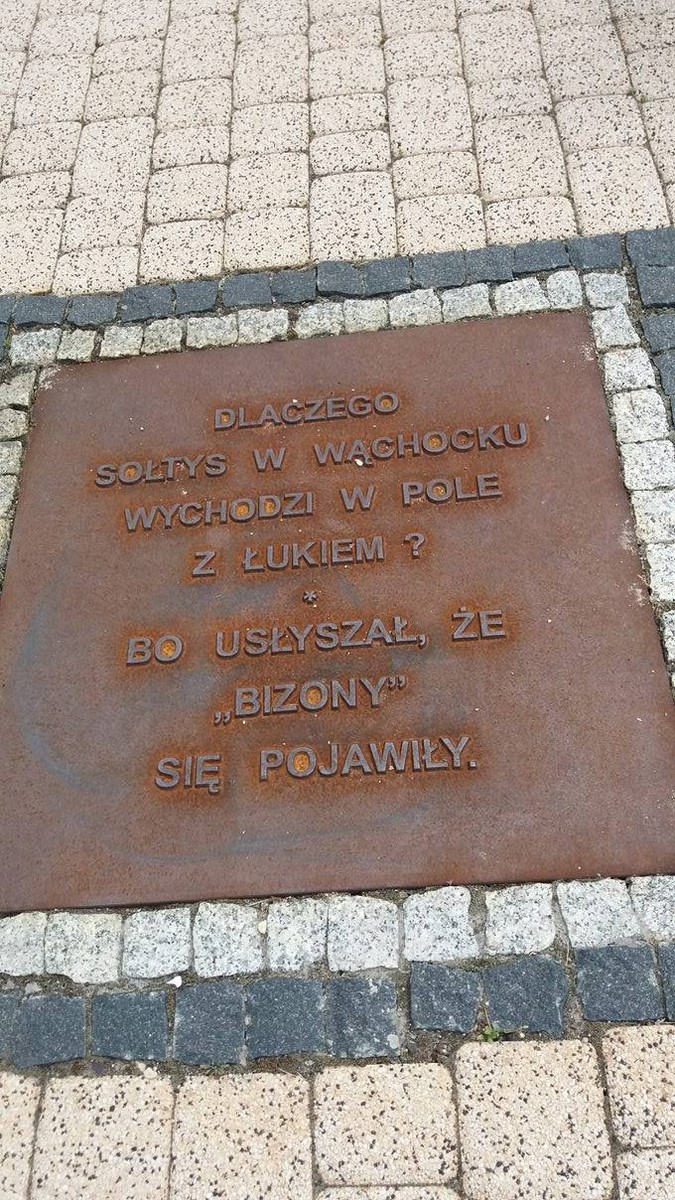 DLACZEGO
SOŁTYS W WĄCHOCKU
WYCHODZI W POLE
Z ŁUKIEM ?
*
BO USŁYSZAŁ, ŻE
„BIZONY”
SIĘ POJAWIŁY.